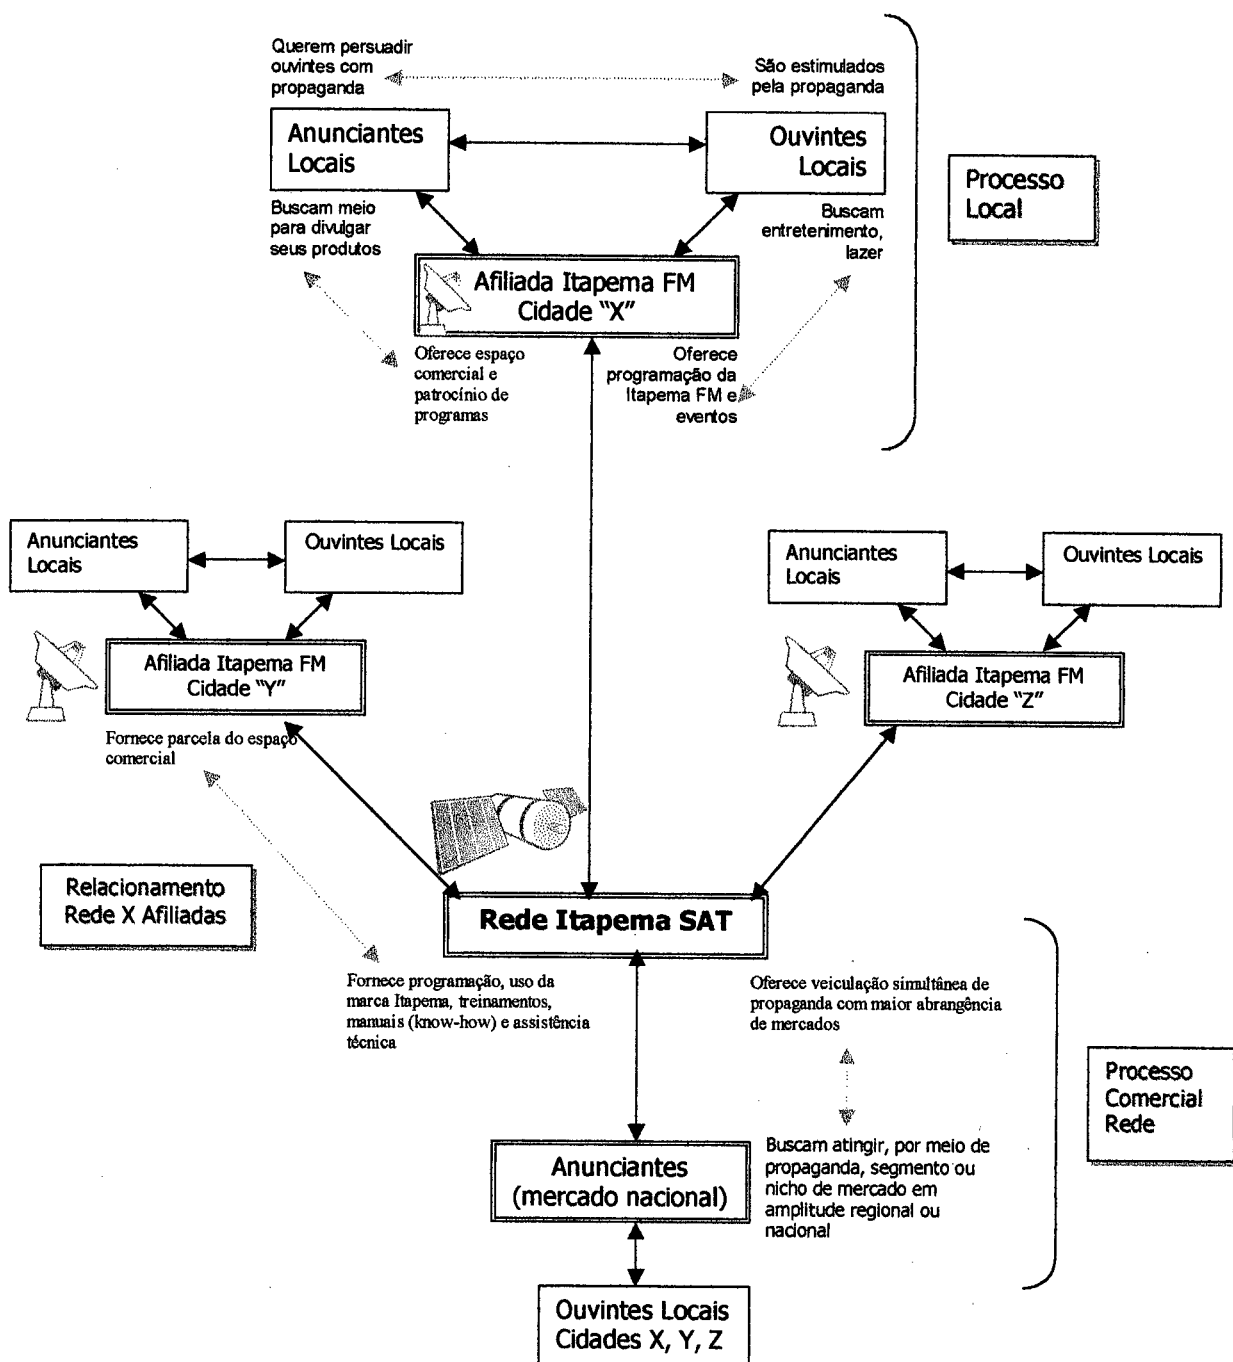 Querem persuadir
ouvintes com
propaganda
São estimulados
pela propaganda
Anunciantes
Locais
Ouvintes
Locais
Processo
Local
Buscam meio
para divulgar
seus produtos
Buscam
entretenimento,
lazer
Afiliada Itapema FM
Cidade "X"
Oferece espaço
comercial e
patrocínio de
programas
Oferece
programação da
Itapema FM e
eventos
Anunciantes
Locais
Ouvintes Locais
Anunciantes
Locais
Ouvintes Locais
Afiliada Itapema FM
Cidade "Y"
Afiliada Itapema FM
Cidade "Z"
Fornece parcela do espaço
comercial
Relacionamento
Rede X Afiliadas
Rede Itapema SAT
Fornece programação, uso da
marca Itapema, treinamentos,
manuais (know-how) e assistência
técnica
Oferece veiculação simultânea de
propaganda com maior abrangência
de mercados
Processo
Comercial
Rede
Anunciantes
(mercado nacional)
Buscam atingir, por meio de
propaganda, segmento ou
nicho de mercado em
amplitude regional ou
nacional
Ouvintes Locais
Cidades X, Y, Z